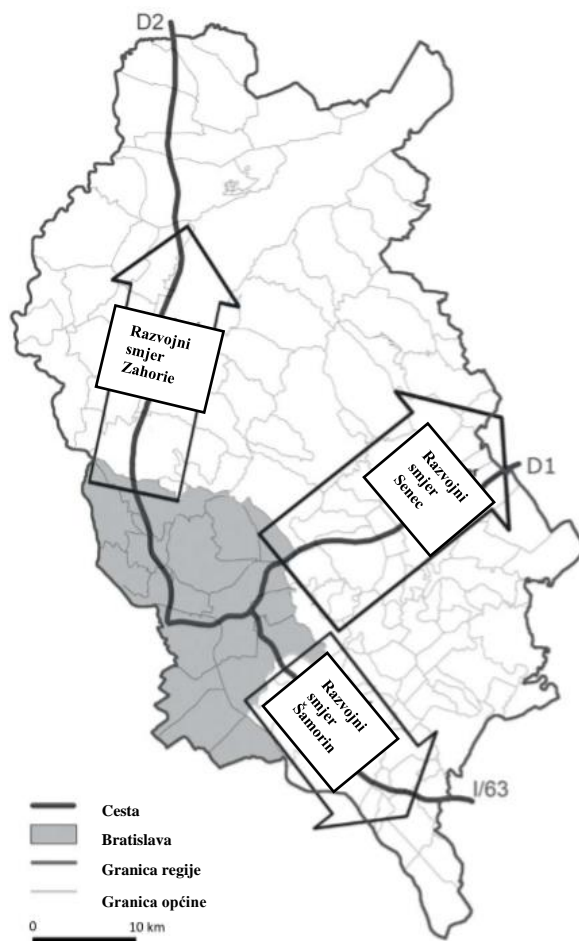 D2
Razvojni
smjer
Zahorie
Razvojni
smjer
Senec
D1
Razvojni
smjer
Šamorin
I/63
Cesta
Bratislava
Granica regije
Granica općine
0 10 km